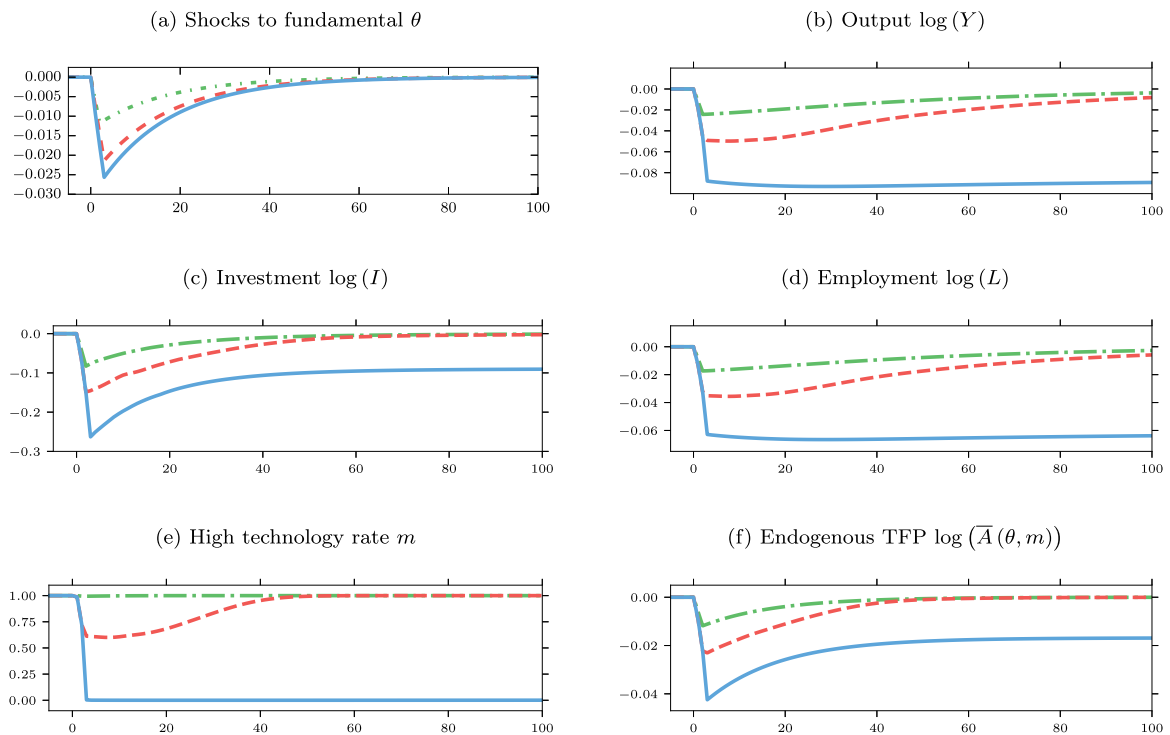 (a) Shocks to fundamental θ
0.000
−0.005
−0.010
−0.015
−0.020
−0.025
−0.030
0 20 40 60 80 100
(b) Output log (Y)
0.00
−0.02
−0.04
−0.06
−0.08
0 20 40 60 80 100
(c) Investment log (I)
0.0
−0.1
−0.2
−0.3
0 20 40 60 80 100
(d) Employment log (L)
0.00
−0.02
−0.04
−0.06
0 20 40 60 80 100
(e) High technology rate m
1.00
0.75
0.50
0.25
0.00
0 20 40 60 80 100
(f) Endogenous TFP log (A̅ (θ, m))
0.00
−0.02
−0.04
0 20 40 60 80 100